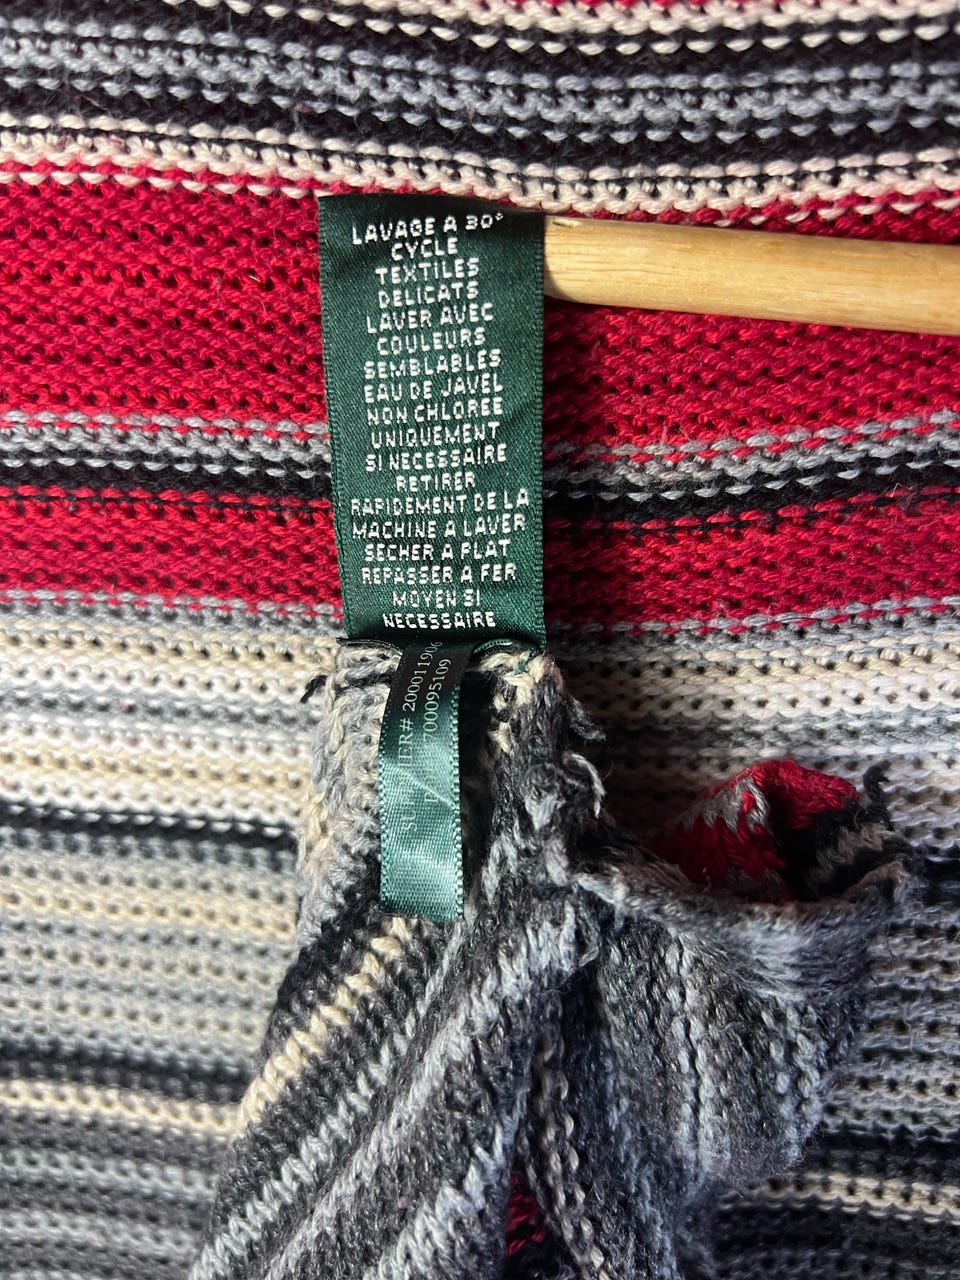 LAVAGE A 30°
CYCLE
TEXTILES
DELICATS
LAVER AVEC
COULEURS
SEMBLABLES
EAU DE JAVEL
NON CHLOREE
UNIQUEMENT
SI NECESSAIRE
RETIRER
RAPIDEMENT DE LA
MACHINE A LAVER
SECHER A PLAT
REPASSER A FER
MOYEN SI
NECESSAIRE